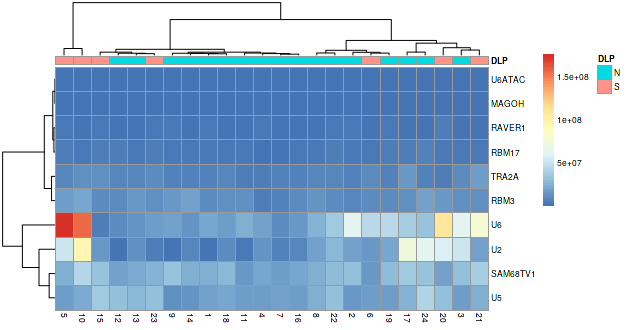 DLP
DLP
N
S
1.5e+08
1e+08
5e+07
U6ATAC
MAGOH
RAVER1
RBM17
TRA2A
RBM3
U6
U2
SAM68TV1
U5
5 10 15 12 13 23 9 14 1 18 11 4 7 16 8 22 2 6 19 17 24 20 3 21